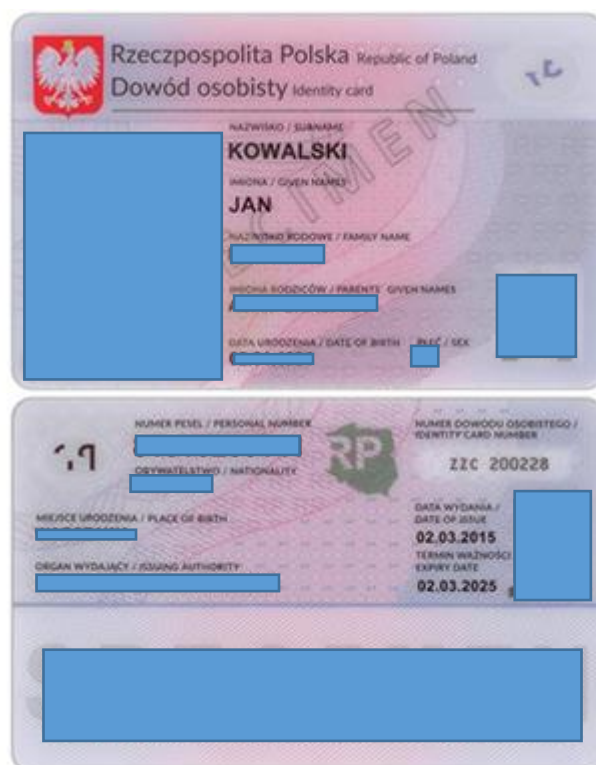 Rzeczpospolita Polska Republic of Poland
Dowód osobisty Identity card
NAZWISKO / SURNAME
KOWALSKI
IMIONA / GIVEN NAMES
JAN
NAZWISKO RODOWE / FAMILY NAME
IMIONA RODZICÓW / PARENTS' GIVEN NAMES
DATA URODZENIA / DATE OF BIRTH PŁEĆ / SEX
SPECIMEN
NUMER PESEL / PERSONAL NUMBER
OBYWATELSTWO / NATIONALITY
RP
MIEJSCE URODZENIA / PLACE OF BIRTH
ORGAN WYDAJĄCY / ISSUING AUTHORITY
NUMER DOWODU OSOBISTEGO /
IDENTITY CARD NUMBER
ZZC 200228
DATA WYDANIA /
DATE OF ISSUE
02.03.2015
TERMIN WAŻNOŚCI
EXPIRY DATE
02.03.2025